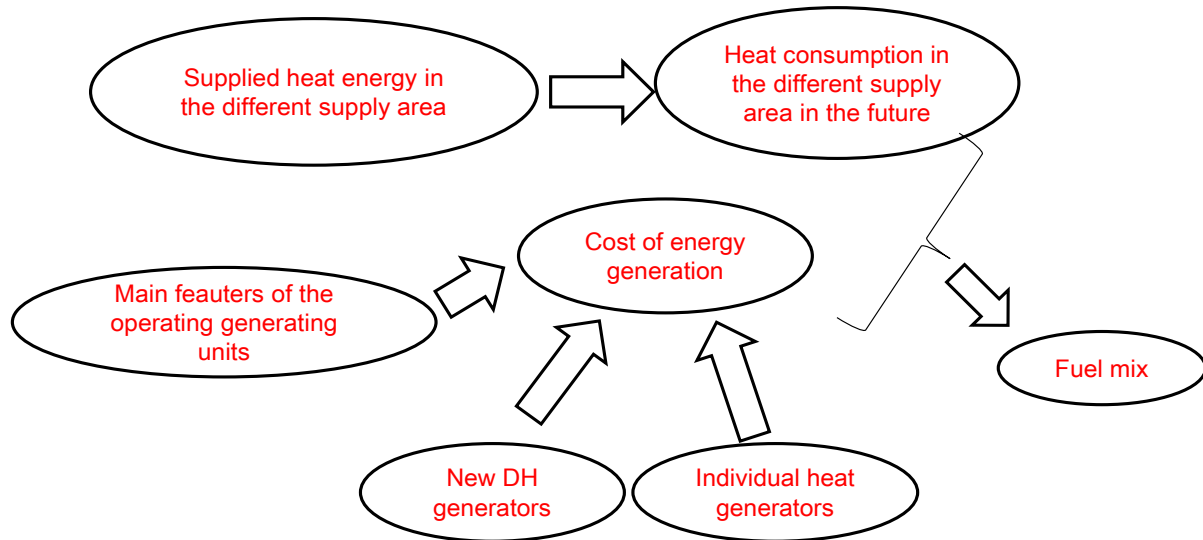 Supplied heat energy in
the different supply area
Heat consumption in
the different supply
area in the future
Cost of energy
generation
Main feauters of the
operating generating
units
Fuel mix
New DH
generators
Individual heat
generators